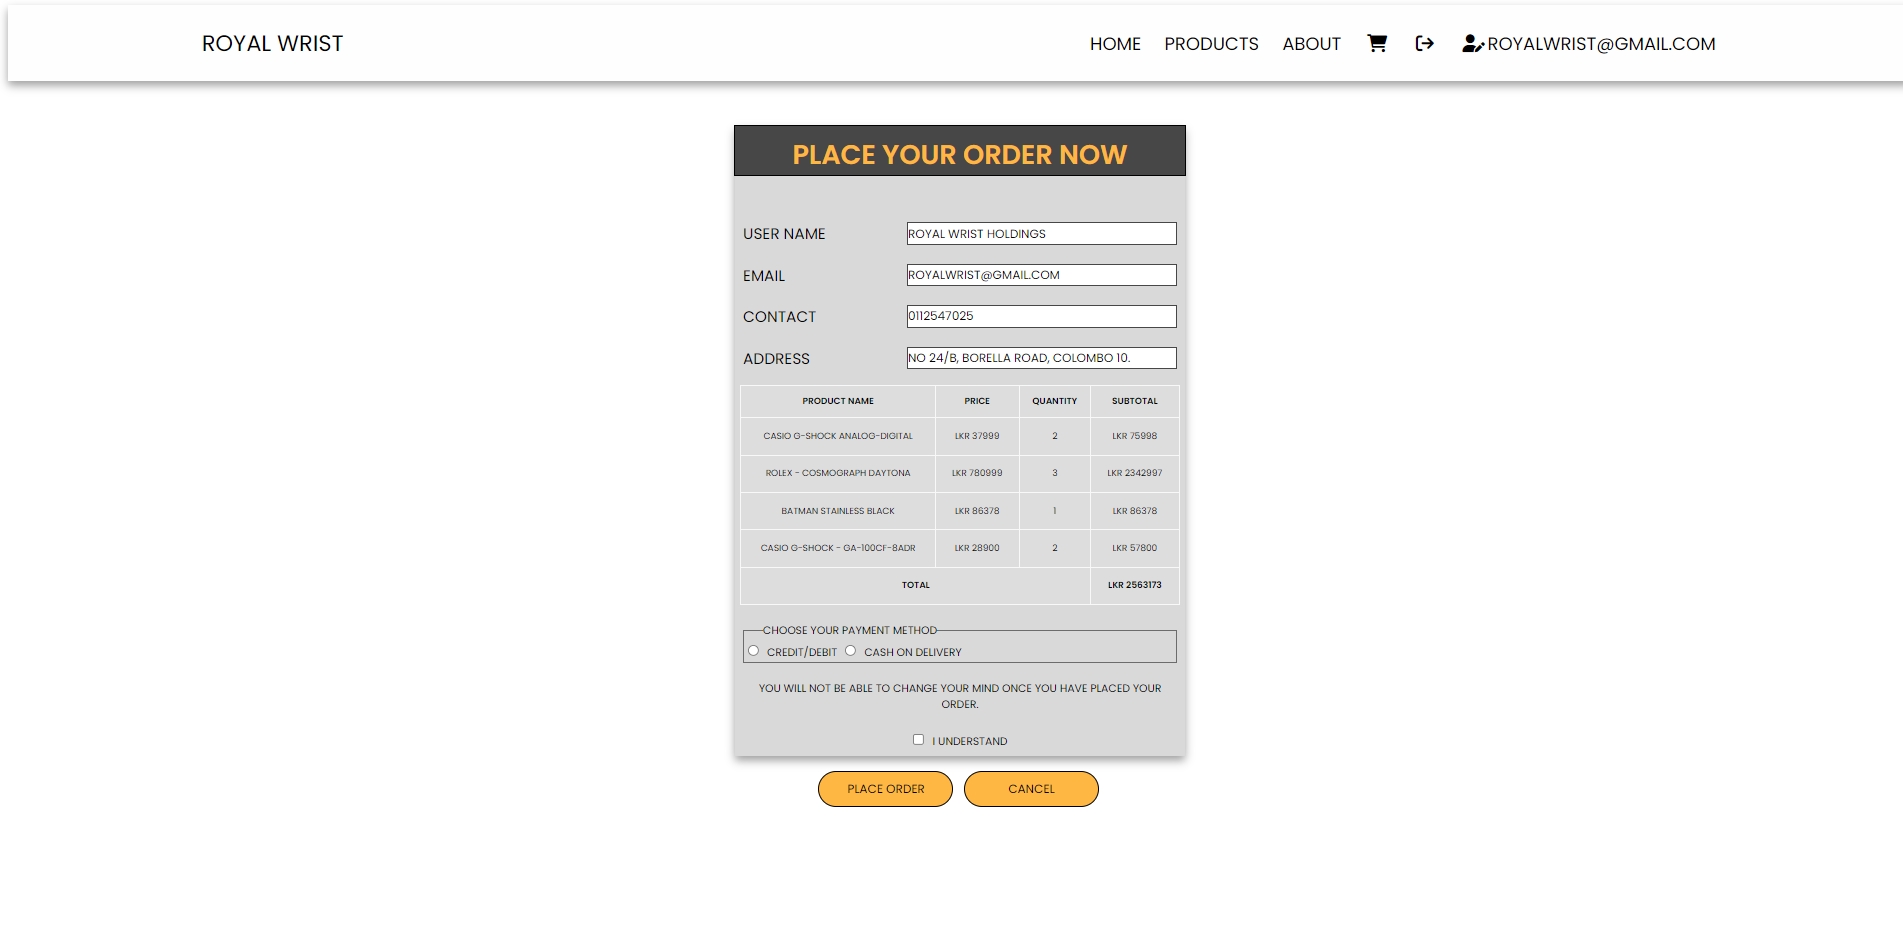 ROYAL WRIST HOME PRODUCTS ABOUT ROYALWRIST@GMAIL.COM
PLACE YOUR ORDER NOW
USER NAME ROYAL WRIST HOLDINGS
EMAIL ROYALWRIST@GMAIL.COM
CONTACT 0112547025
ADDRESS NO 24/B, BORELLA ROAD, COLOMBO 10.
PRODUCT NAME PRICE QUANTITY SUBTOTAL
CASIO G-SHOCK ANALOG-DIGITAL LKR 37999 2 LKR 75998
ROLEX - COSMOGRAPH DAYTONA LKR 780999 3 LKR 2342997
BATMAN STAINLESS BLACK LKR 86378 1 LKR 86378
CASIO G-SHOCK - GA-100CF-8ADR LKR 28900 2 LKR 57800
TOTAL LKR 2563173
CHOOSE YOUR PAYMENT METHOD
CREDIT/DEBIT CASH ON DELIVERY
YOU WILL NOT BE ABLE TO CHANGE YOUR MIND ONCE YOU HAVE PLACED YOUR
ORDER.
I UNDERSTAND
PLACE ORDER CANCEL